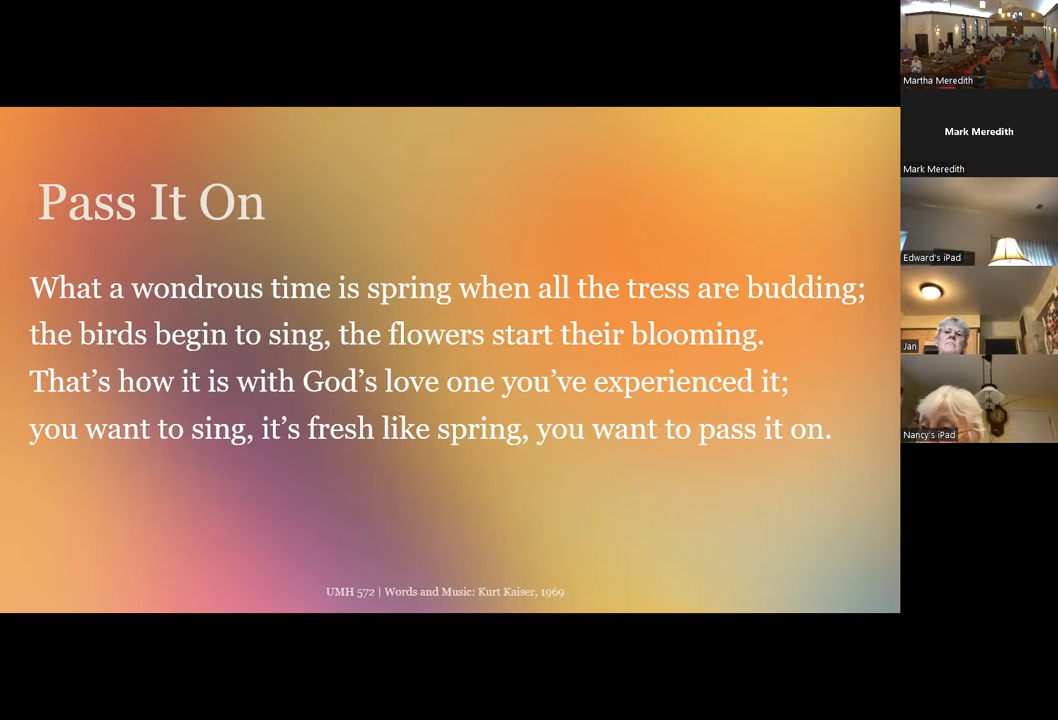 Pass It On
What a wondrous time is spring when all the tress are budding;
the birds begin to sing, the flowers start their blooming.
That’s how it is with God’s love one you’ve experienced it;
you want to sing, it’s fresh like spring, you want to pass it on.
UMH 572 | Words and Music: Kurt Kaiser, 1969
Martha Meredith
Mark Meredith
Mark Meredith
Edward's iPad
Jan
Nancy's iPad